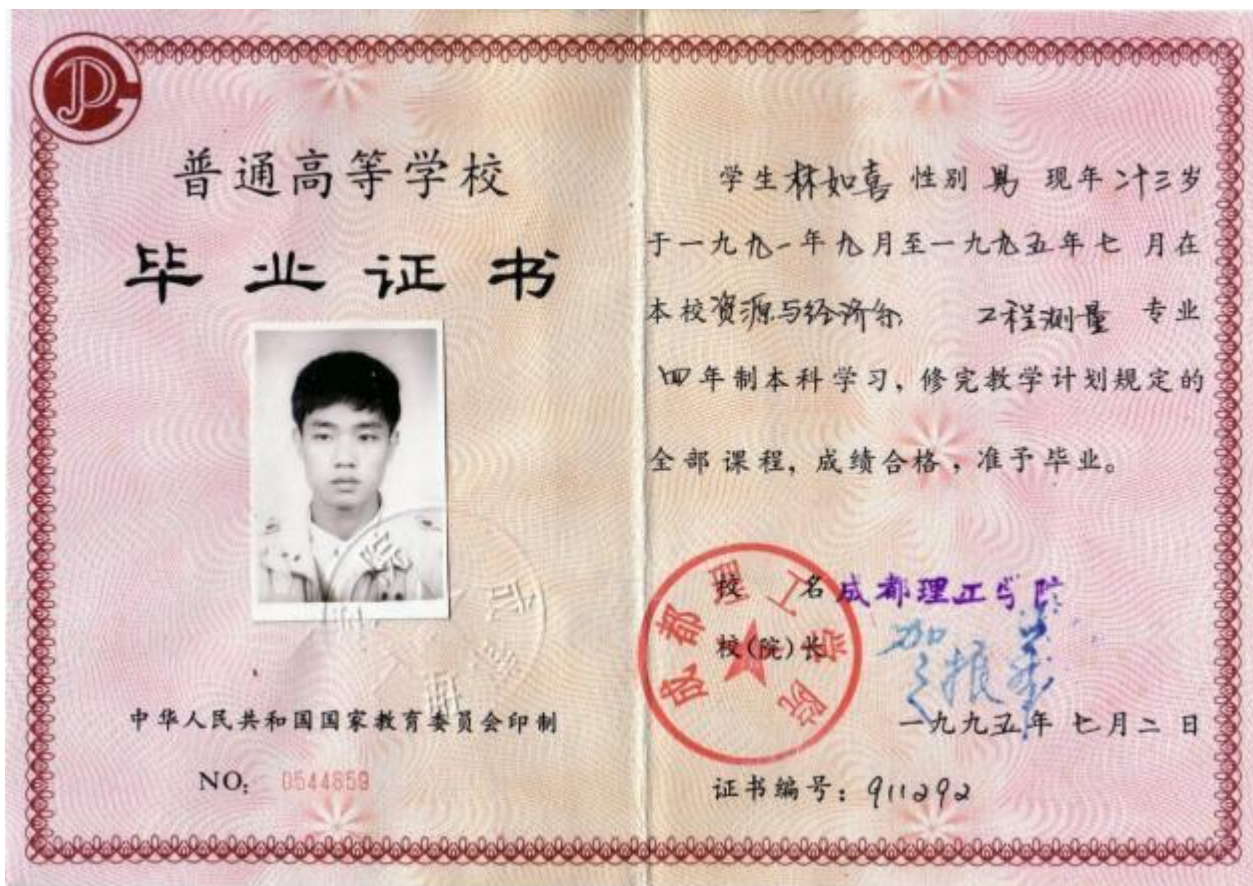 普通高等学校
毕业证书
中华人民共和国国家教育委员会印制
NO: 0544859
学生林如喜 性别 男 现年 廿三岁
于一九九一年九月至一九九五年七 月在
本校资源与经济系 工程测量 专业
四年制本科学习，修完教学计划规定的
全部课程，成绩合格，准予毕业。
校 名 成都理工学院
校(院)长
成都理工学院
一九九五年 七月二 日
证书编号：911292